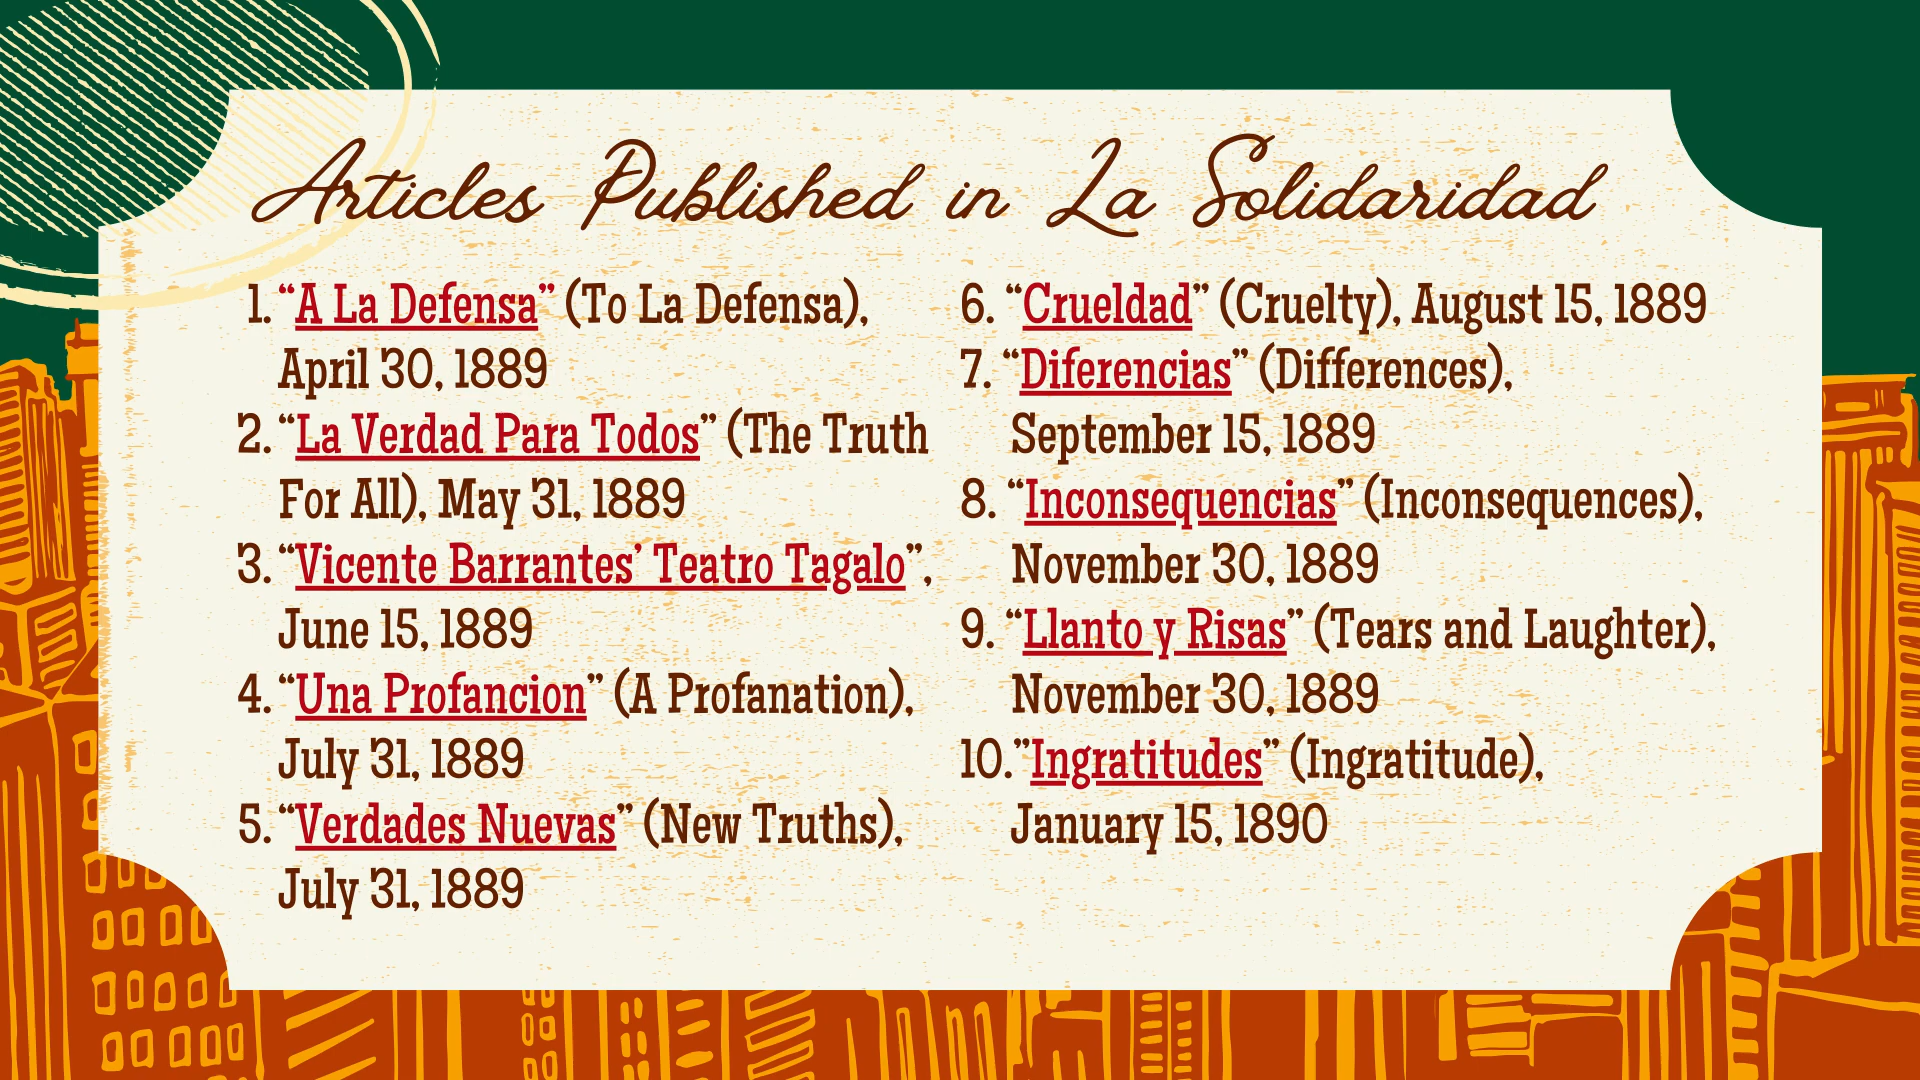 Articles Published in La Solidaridad
1. “A La Defensa” (To La Defensa),
April 30, 1889
2. “La Verdad Para Todos” (The Truth
For All), May 31, 1889
3. “Vicente Barrantes’ Teatro Tagalo”,
June 15, 1889
4. “Una Profancion” (A Profanation),
July 31, 1889
5. “Verdades Nuevas” (New Truths),
July 31, 1889
6. “Crueldad” (Cruelty), August 15, 1889
7. “Diferencias” (Differences),
September 15, 1889
8. “Inconsequencias” (Inconsequences),
November 30, 1889
9. “Llanto y Risas” (Tears and Laughter),
November 30, 1889
10.”Ingratitudes” (Ingratitude),
January 15, 1890